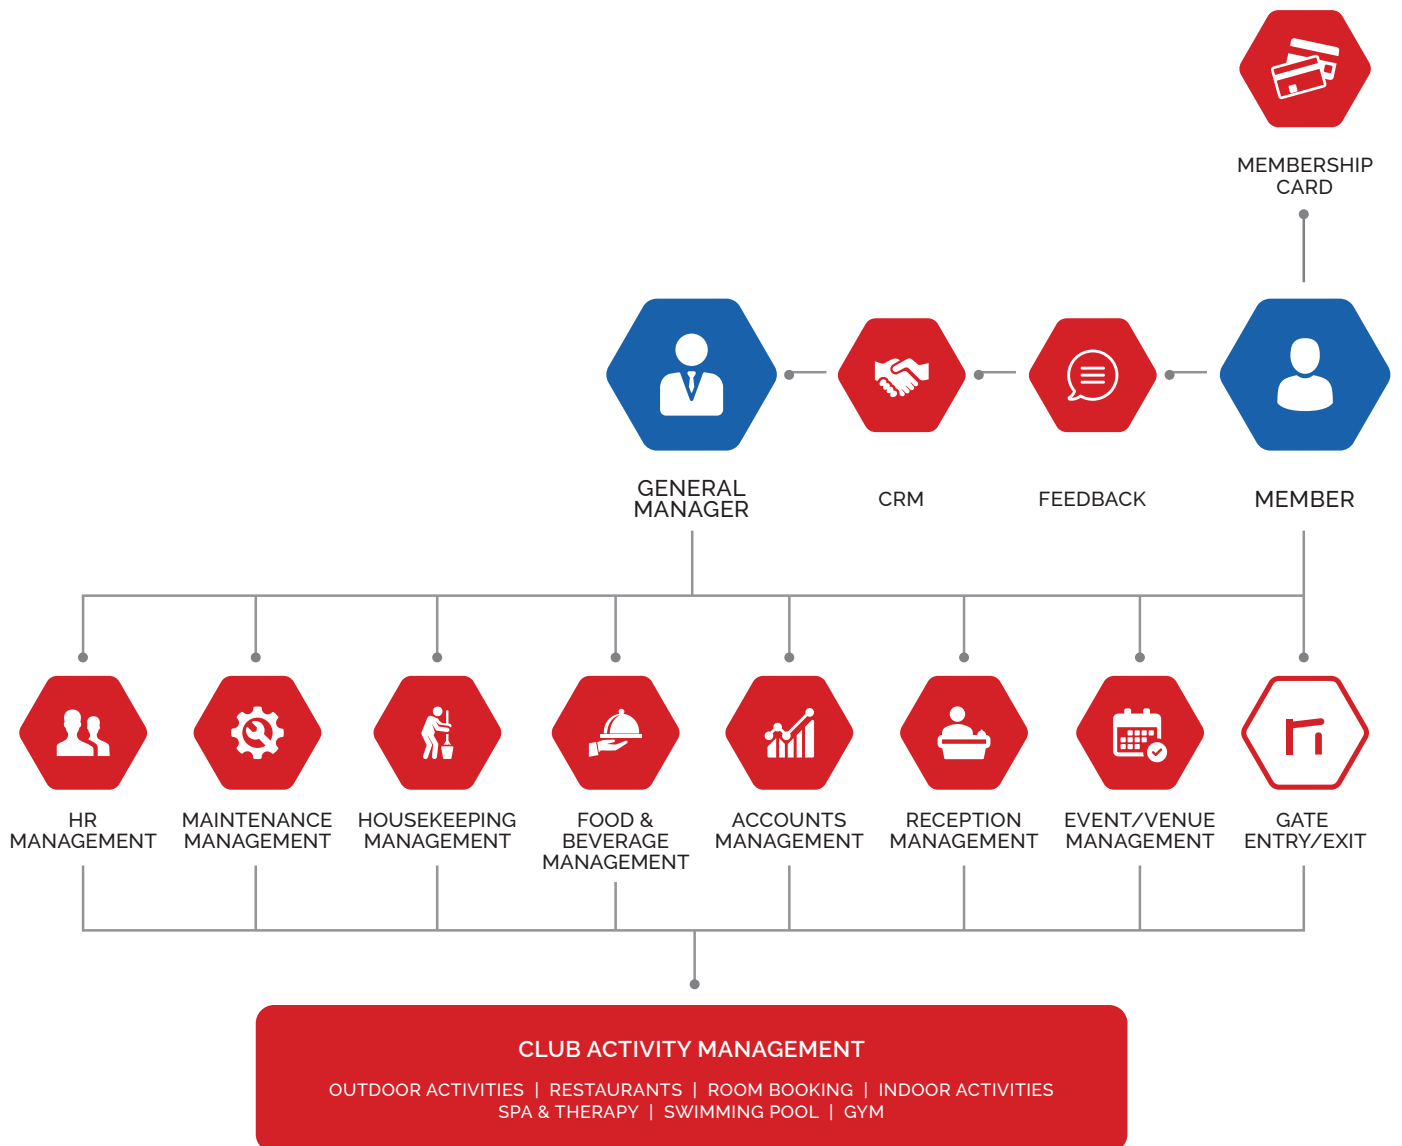 MEMBERSHIP
CARD
GENERAL
MANAGER
CRM
FEEDBACK
MEMBER
HR
MANAGEMENT
MAINTENANCE
MANAGEMENT
HOUSEKEEPING
MANAGEMENT
FOOD &
BEVERAGE
MANAGEMENT
ACCOUNTS
MANAGEMENT
RECEPTION
MANAGEMENT
EVENT/VENUE
MANAGEMENT
GATE
ENTRY/EXIT
CLUB ACTIVITY MANAGEMENT
OUTDOOR ACTIVITIES | RESTAURANTS | ROOM BOOKING | INDOOR ACTIVITIES
SPA & THERAPY | SWIMMING POOL | GYM